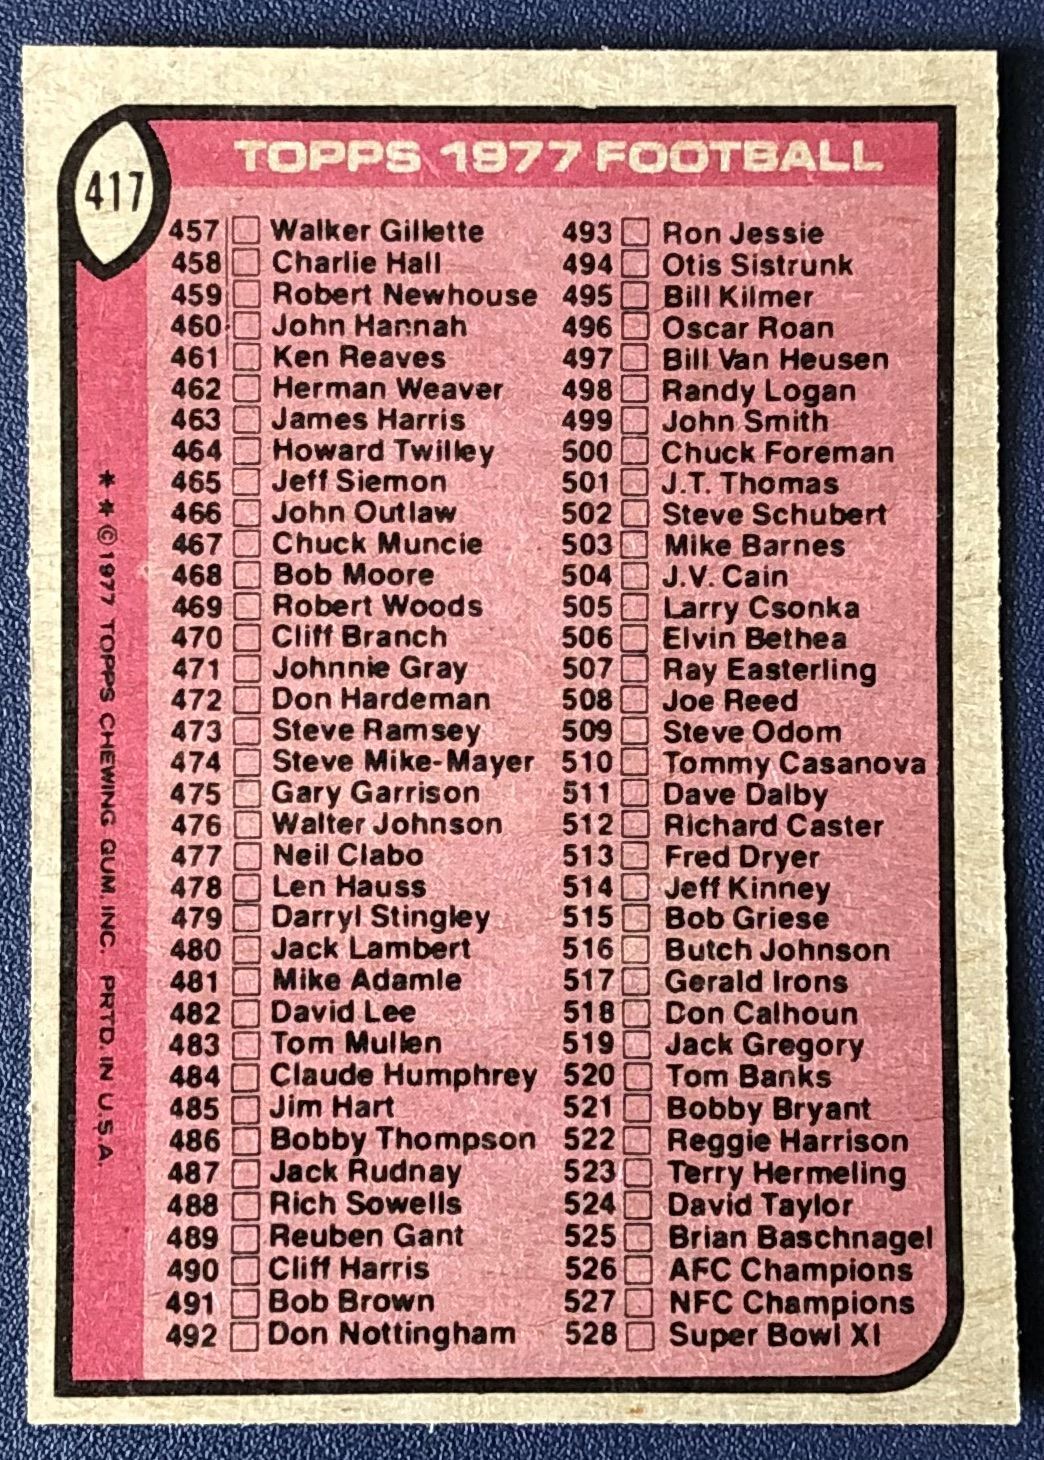 417
TOPPS 1977 FOOTBALL
457 Walker Gillette
458 Charlie Hall
459 Robert Newhouse
460 John Hannah
461 Ken Reaves
462 Herman Weaver
463 James Harris
464 Howard Twilley
465 Jeff Siemon
466 John Outlaw
467 Chuck Muncie
468 Bob Moore
469 Robert Woods
470 Cliff Branch
471 Johnnie Gray
472 Don Hardeman
473 Steve Ramsey
474 Steve Mike-Mayer
475 Gary Garrison
476 Walter Johnson
477 Neil Clabo
478 Len Hauss
479 Darryl Stingley
480 Jack Lambert
481 Mike Adamle
482 David Lee
483 Tom Mullen
484 Claude Humphrey
485 Jim Hart
486 Bobby Thompson
487 Jack Rudnay
488 Rich Sowells
489 Reuben Gant
490 Cliff Harris
491 Bob Brown
492 Don Nottingham
493 Ron Jessie
494 Otis Sistrunk
495 Bill Kilmer
496 Oscar Roan
497 Bill Van Heusen
498 Randy Logan
499 John Smith
500 Chuck Foreman
501 J.T. Thomas
502 Steve Schubert
503 Mike Barnes
504 J.V. Cain
505 Larry Csonka
506 Elvin Bethea
507 Ray Easterling
508 Joe Reed
509 Steve Odom
510 Tommy Casanova
511 Dave Dalby
512 Richard Caster
513 Fred Dryer
514 Jeff Kinney
515 Bob Griese
516 Butch Johnson
517 Gerald Irons
518 Don Calhoun
519 Jack Gregory
520 Tom Banks
521 Bobby Bryant
522 Reggie Harrison
523 Terry Hermeling
524 David Taylor
525 Brian Baschnagel
526 AFC Champions
527 NFC Champions
528 Super Bowl XI
* * © 1977 TOPPS CHEWING GUM, INC. PRTD. IN U.S.A.